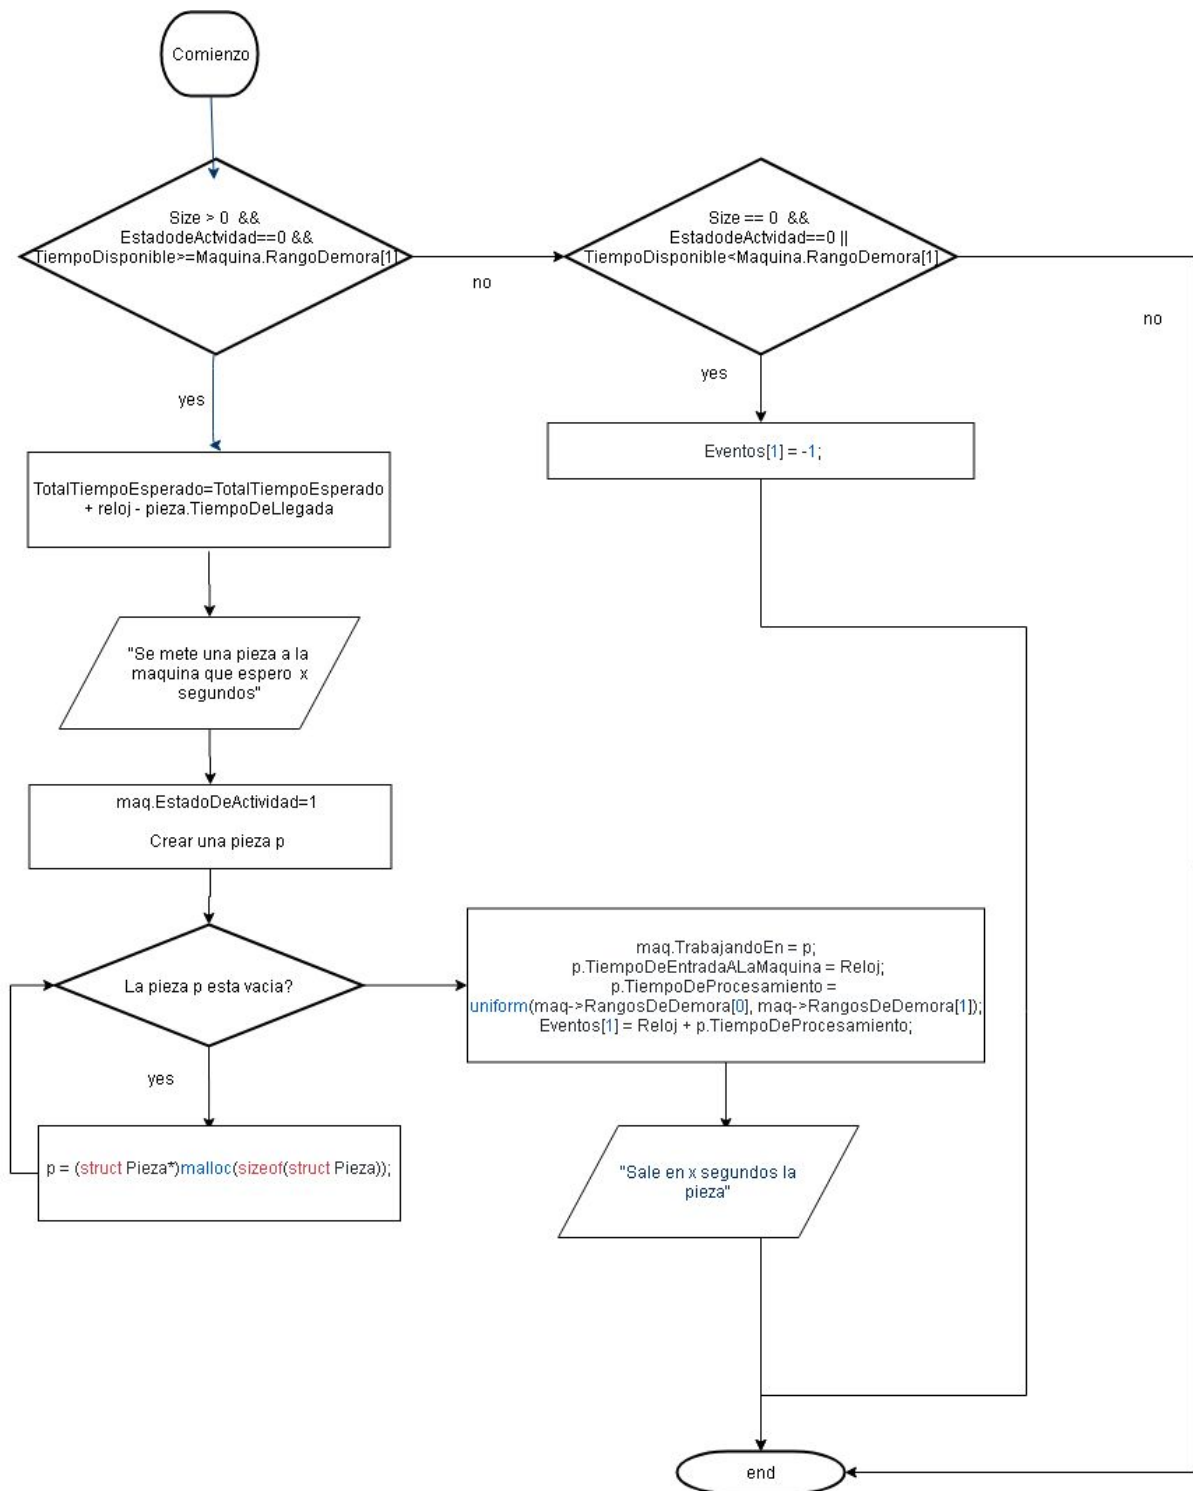 Comienzo
Size > 0 &&
EstadodeActvidad==0 &&
TiempoDisponible>=Maquina.RangoDemora[1]
no
Size == 0 &&
EstadodeActvidad==0 ||
TiempoDisponible<Maquina.RangoDemora[1]
no
yes
yes
Eventos[1] = -1;
TotalTiempoEsperado=TotalTiempoEsperado
+ reloj - pieza.TiempoDeLlegada
"Se mete una pieza a la
maquina que espero x
segundos"
maq.EstadoDeActividad=1
Crear una pieza p
La pieza p esta vacia?
maq.TrabajandoEn = p;
p.TiempoDeEntradaALaMaquina = Reloj;
p.TiempoDeProcesamiento =
uniform(maq->RangosDeDemora[0], maq->RangosDeDemora[1]);
Eventos[1] = Reloj + p.TiempoDeProcesamiento;
yes
p = (struct Pieza*)malloc(sizeof(struct Pieza));
"Sale en x segundos la
pieza"
end